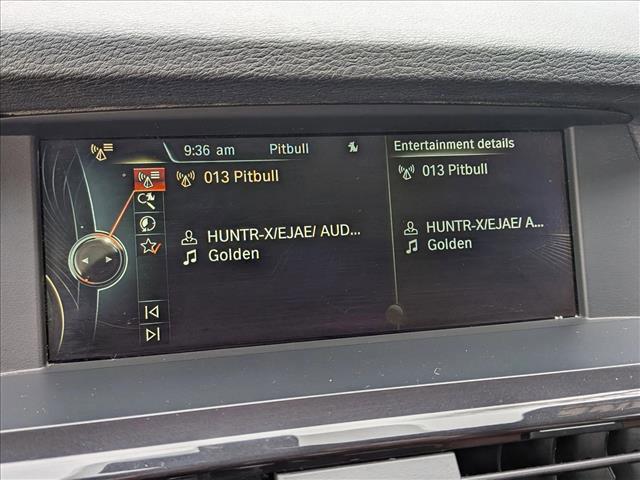 9:36 am Pitbull
013 Pitbull
HUNTR-X/EJAE/ AUD...
Golden
Entertainment details
013 Pitbull
HUNTR-X/EJAE/ A...
Golden